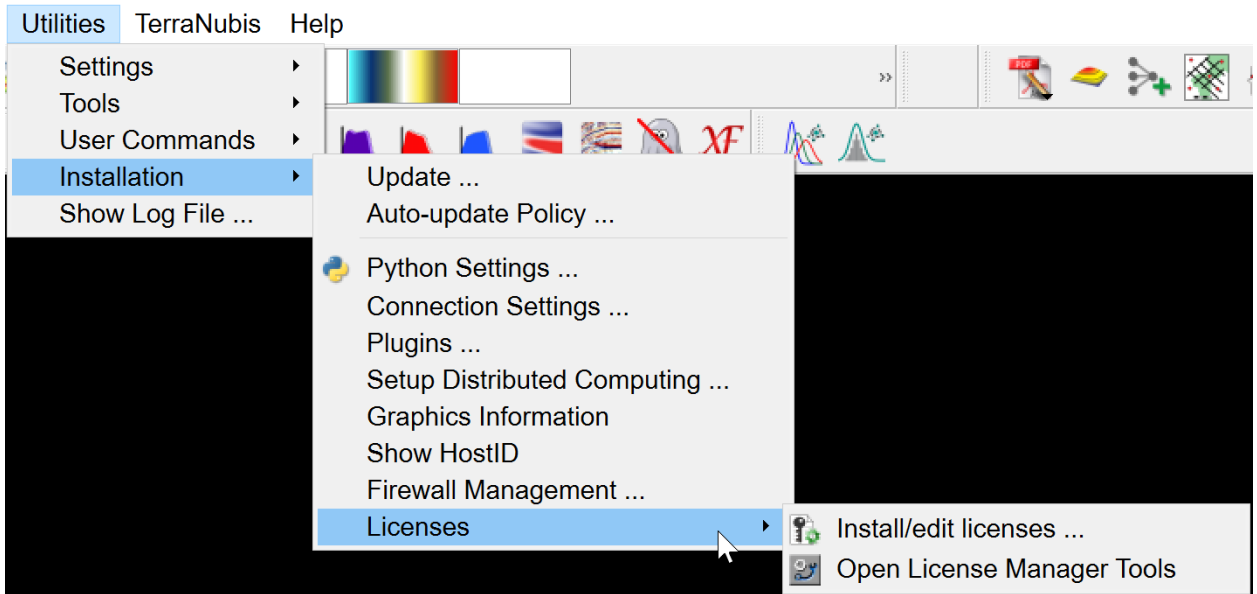 Utilities TerraNubis Help
Settings
Tools
User Commands
Installation
Show Log File ...
»
PDF
XF
Update ...
Auto-update Policy ...
Python Settings ...
Connection Settings ...
Plugins ...
Setup Distributed Computing ...
Graphics Information
Show HostID
Firewall Management ...
Licenses
Install/edit licenses ...
Open License Manager Tools